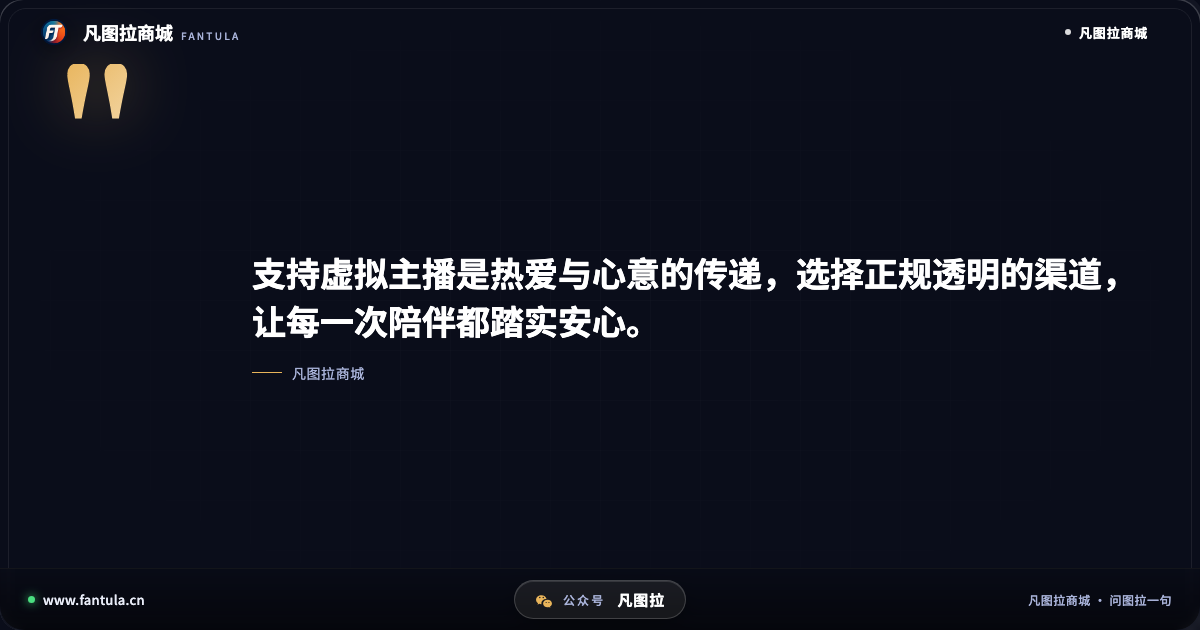 FT 凡图拉商城 FANTULA
凡图拉商城
"
支持虚拟主播是热爱与心意的传递，选择正规透明的渠道，
让每一次陪伴都踏实安心。
凡图拉商城
www.fantula.cn
公众号 凡图拉
凡图拉商城 · 问图拉一句